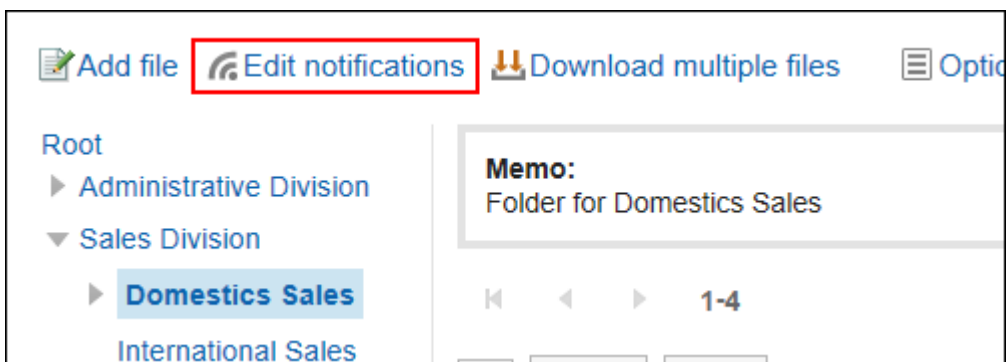 Add file Edit notifications Download multiple files
Root
Administrative Division
Sales Division
Domestics Sales
International Sales
Memo:
Folder for Domestics Sales
1-4